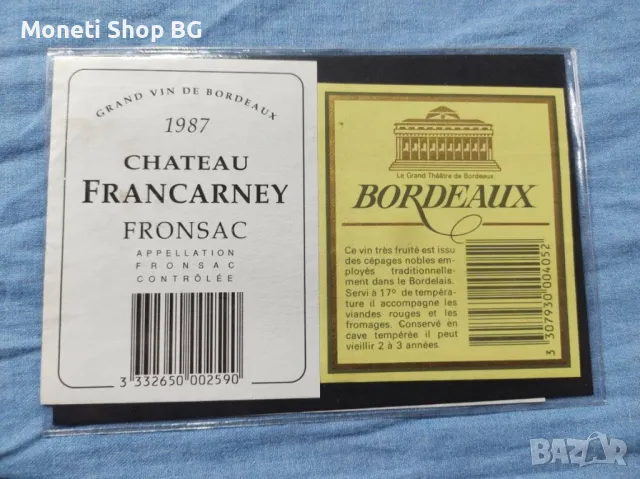 Moneti Shop BG
GRAND VIN DE BORDEAUX
1987
CHATEAU
FRANCARNEY
FRONSAC
APPELLATION
FRONSAC
CONTRÔLÉE
3 332650 002590
Le Grand Théâtre de Bordeaux
BORDEAUX
Ce vin très fruité est issu
des cépages nobles em-
ployés traditionnelle-
ment dans le Bordelais.
Servi à 17° de tempéra-
ture il accompagne les
viandes rouges et les
fromages. Conservé en
cave tempérée il peut
vieillir 2 à 3 années.
3 307930 004052
BAZAR